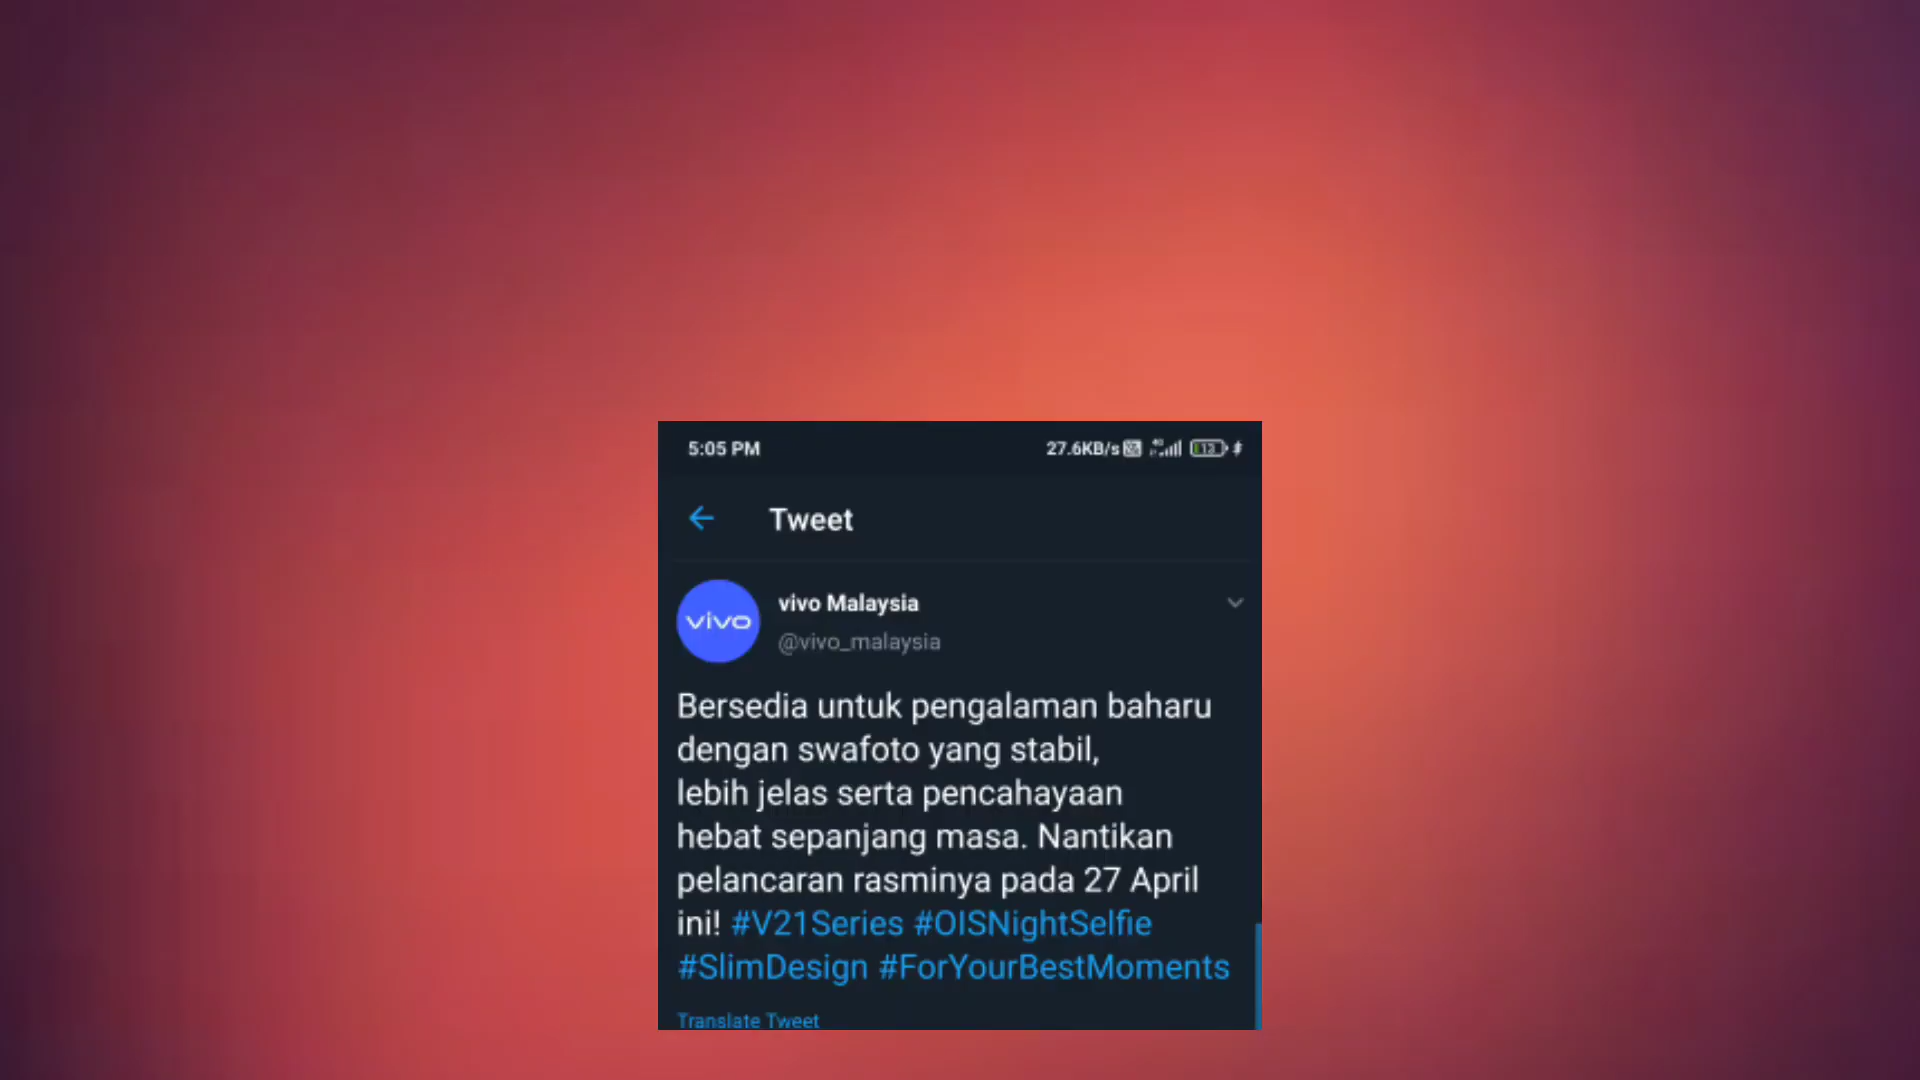 5:05 PM 27.6KB/s 4G 13
Tweet
vivo
vivo Malaysia
@vivo_malaysia
Bersedia untuk pengalaman baharu
dengan swafoto yang stabil,
lebih jelas serta pencahayaan
hebat sepanjang masa. Nantikan
pelancaran rasminya pada 27 April
ini! #V21Series #OISNightSelfie
#SlimDesign #ForYourBestMoments
Translate Tweet